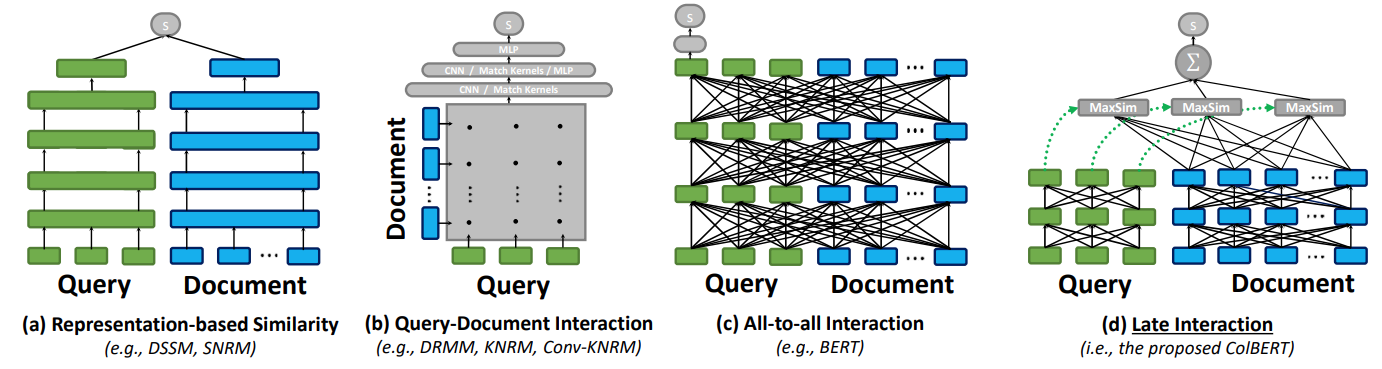 S
Query
Document
(a) Representation-based Similarity
(e.g., DSSM, SNRM)
S
MLP
CNN / Match Kernels / MLP
CNN / Match Kernels
Document
Query
(b) Query-Document Interaction
(e.g., DRMM, KNRM, Conv-KNRM)
S
Query
Document
(c) All-to-all Interaction
(e.g., BERT)
S
Σ
MaxSim
MaxSim
MaxSim
Query
Document
(d) Late Interaction
(i.e., the proposed ColBERT)